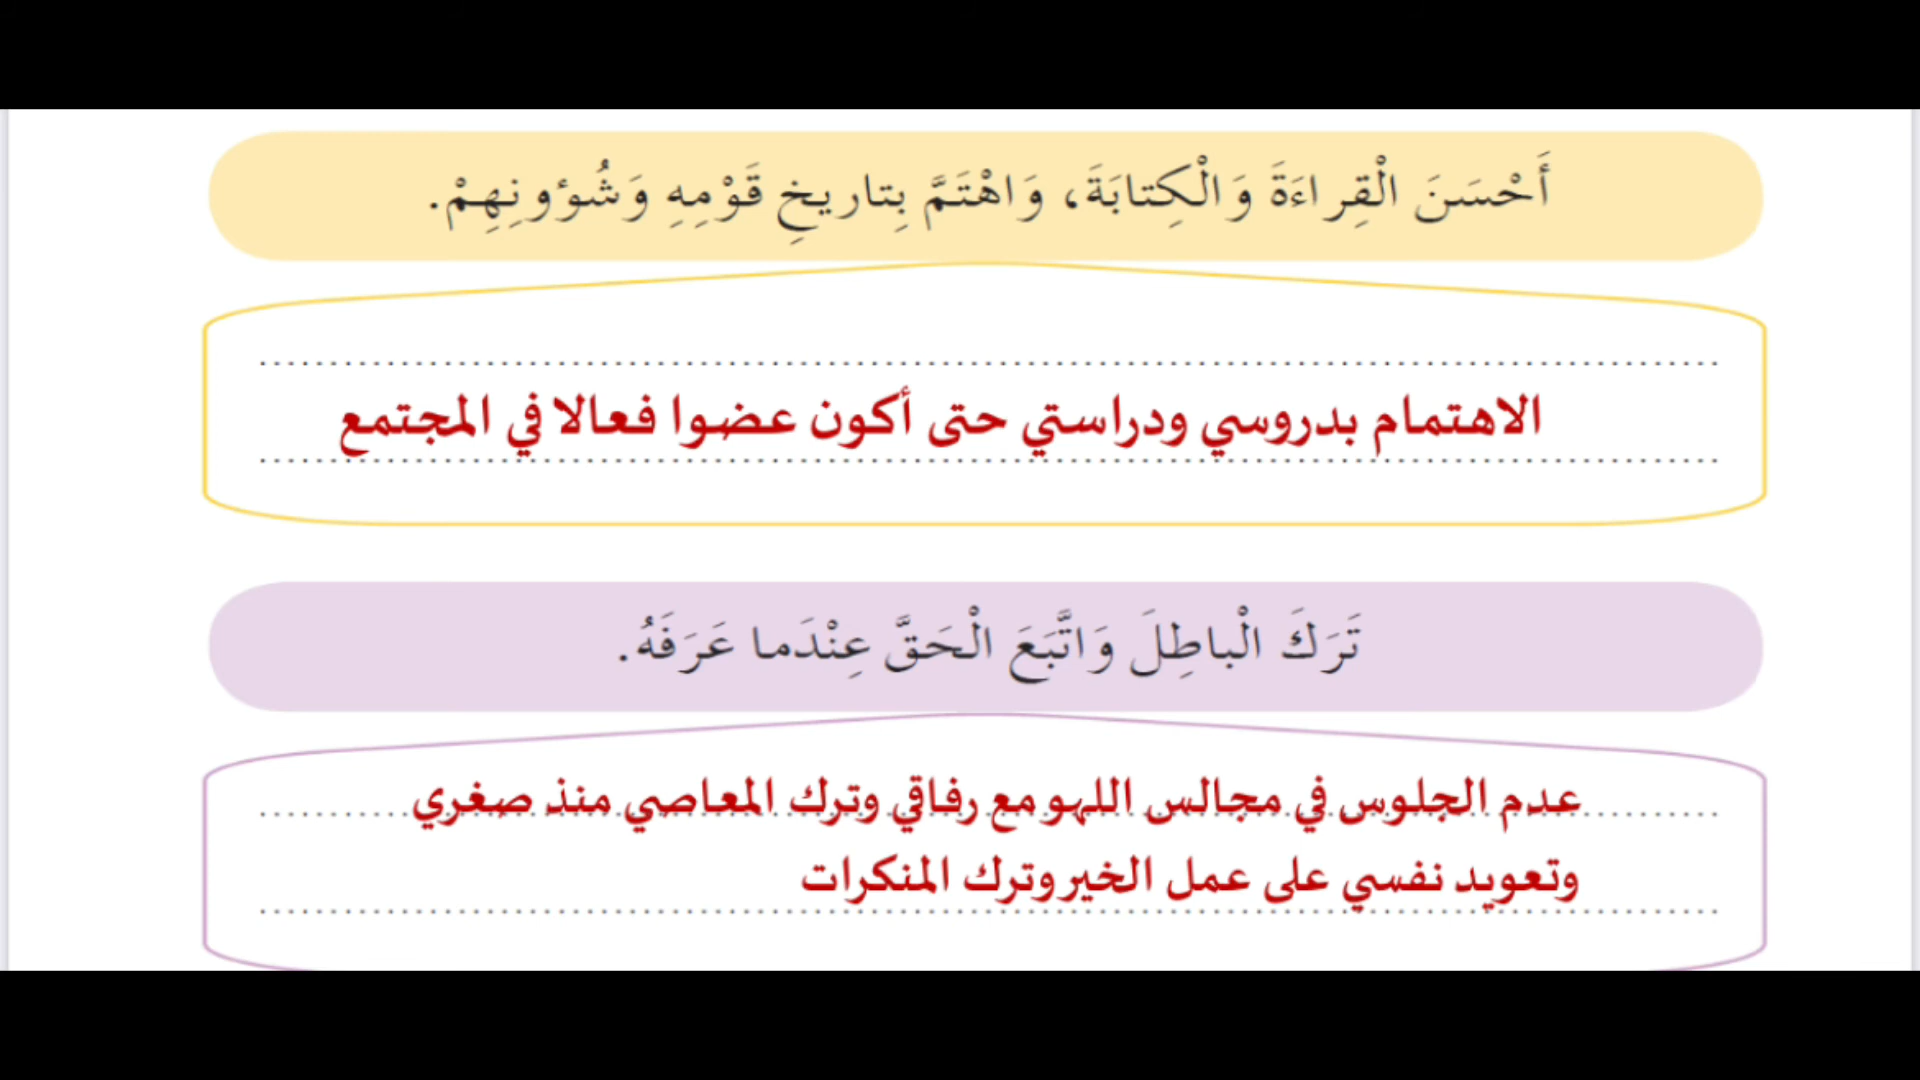 أَحْسَنَ الْقِراءَةَ وَالْكِتابَةَ، وَاهْتَمَّ بِتاريخِ قَوْمِهِ وَشُؤونِهِمْ.
الاهتمام بدروسي ودراستي حتى أكون عضوا فعالا في المجتمع
تَرَكَ الْباطِلَ وَاتَّبَعَ الْحَقَّ عِنْدَما عَرَفَهُ.
عدم الجلوس في مجالس اللهو مع رفاقي وترك المعاصي منذ صغري
وتعويد نفسي على عمل الخير وترك المنكرات